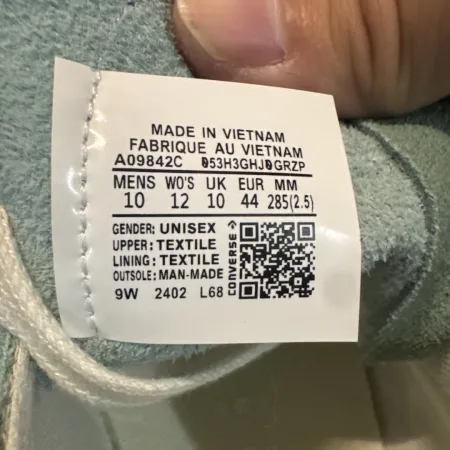 MADE IN VIETNAM
FABRIQUE AU VIETNAM
A09842C 053H3GHJ0GRZP
MENS WO'S UK EUR MM
10 12 10 44 285(2.5)
GENDER: UNISEX
UPPER: TEXTILE
LINING: TEXTILE
OUTSOLE: MAN-MADE
9W 2402 L68
CONVERSE